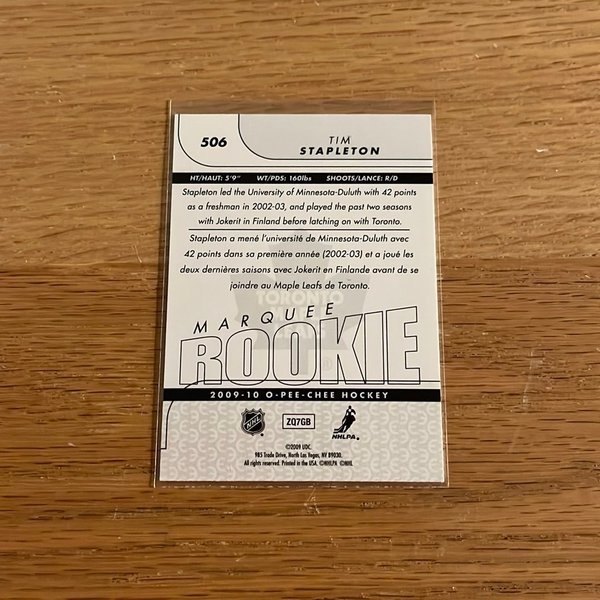 506
TIM
STAPLETON
HT/HAUT: 5'9" WT/PDS: 160lbs SHOOTS/LANCE: R/D
Stapleton led the University of Minnesota-Duluth with 42 points
as a freshman in 2002-03, and played the past two seasons
with Jokerit in Finland before latching on with Toronto.
Stapleton a mené l'université de Minnesota-Duluth avec
42 points dans sa première année (2002-03) et a joué les
deux dernières saisons avec Jokerit en Finlande avant de se
joindre au Maple Leafs de Toronto.
TORONTO
MARQUEE
ROOKIE
2009-10 O-PEE-CHEE HOCKEY
NHL
ZQ7GB
NHLPA
©2009 UDC.
985 Trade Drive, North Las Vegas, NV 89030.
All rights reserved. Printed in the USA. ©NHLPA ©NHL